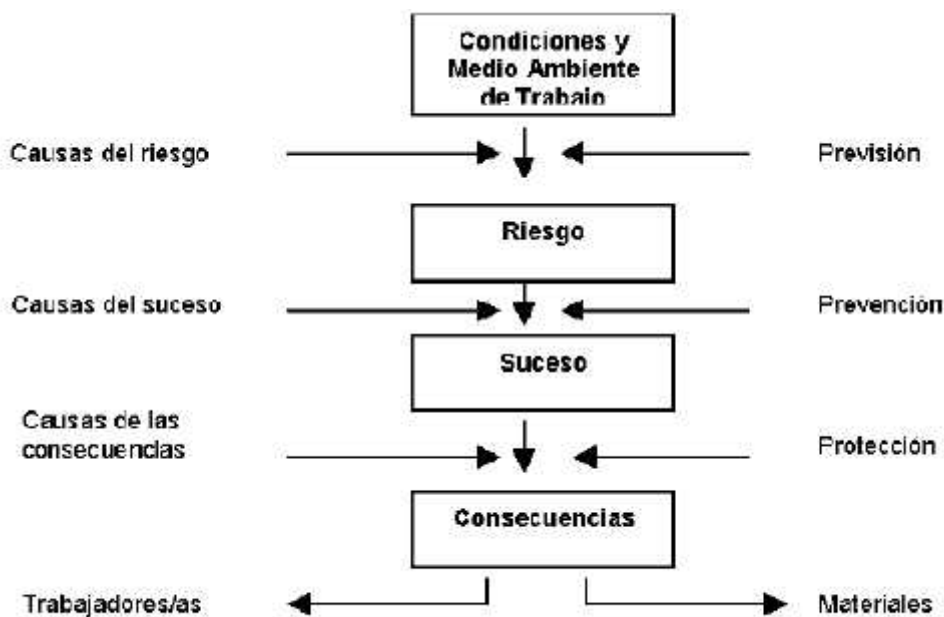 Condiciones y
Medio Ambiente
de Trabajo
Causas del riesgo
Previsión
Riesgo
Causas del suceso
Prevención
Suceso
Causas de las
consecuencias
Protección
Consecuencias
Trabajadores/as
Materiales